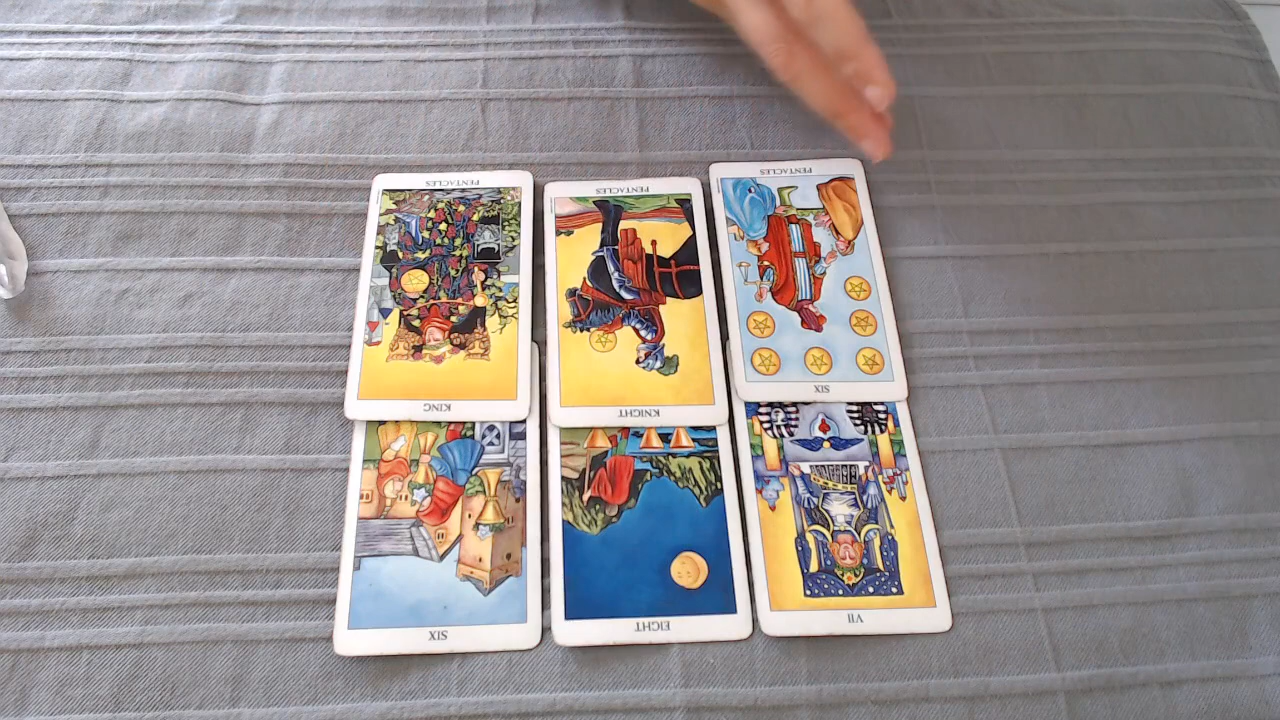 PENTACLES
KING
PENTACLES
KNIGHT
PENTACLES
SIX
SIX
EIGHT
VII